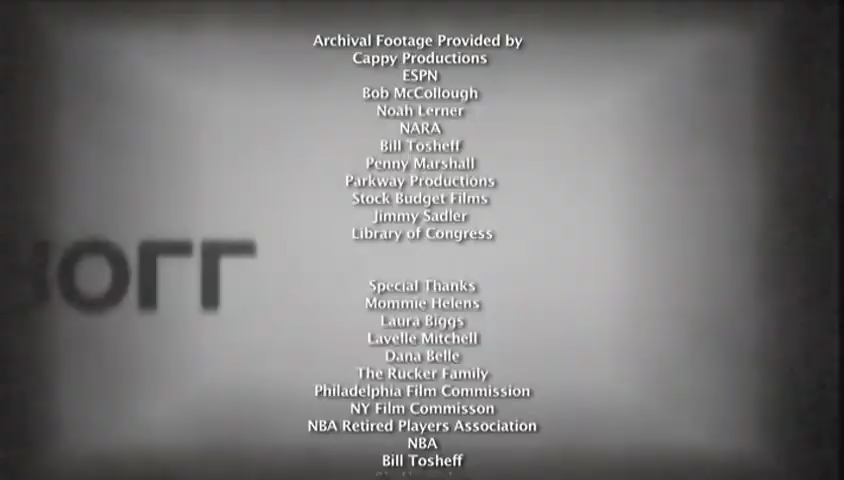 Archival Footage Provided by
Cappy Productions
ESPN
Bob McCollough
Noah Lerner
NARA
Bill Tosheff
Penny Marshall
Parkway Productions
Stock Budget Films
Jimmy Sadler
Library of Congress
Special Thanks
Mommie Helens
Laura Biggs
Lavelle Mitchell
Dana Belle
The Rucker Family
Philadelphia Film Commission
NY Film Commisson
NBA Retired Players Association
NBA
Bill Tosheff